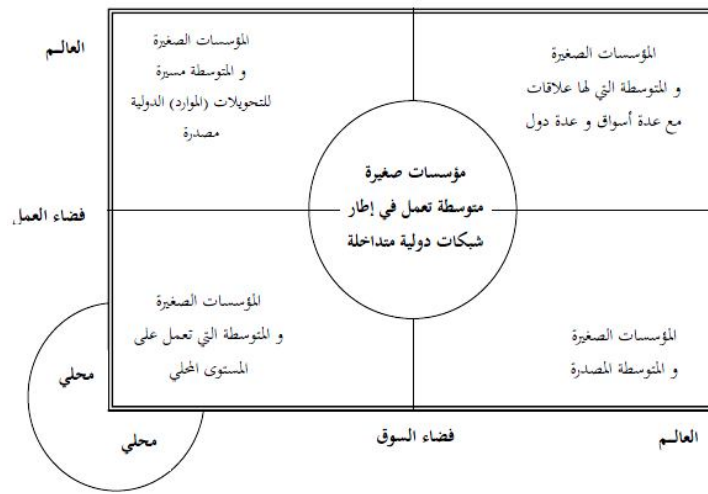 العالـم
المؤسسات الصغيرة
و المتوسطة التي لها علاقات
مع عدة أسواق و عدة دول
المؤسسات الصغيرة
و المتوسطة مسيرة
للتحويلات (الموارد) الدولية
مصدرة
مؤسسات صغيرة
متوسطة تعمل في إطار
شبكات دولية متداخلة
فضاء العمل
المؤسسات الصغيرة
و المتوسطة المصدرة
المؤسسات الصغيرة
و المتوسطة التي تعمل على
المستوى المحلي
محلي
محلي
فضاء السوق
العالـم